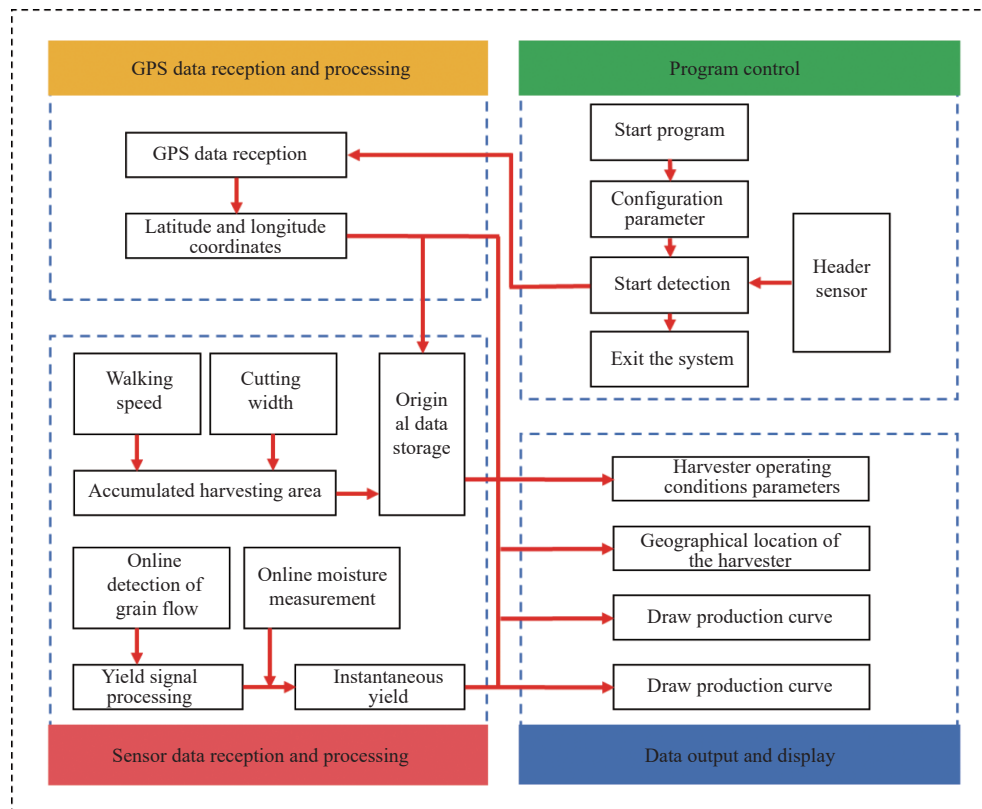 GPS data reception and processing
GPS data reception
Latitude and longitude
coordinates
Program control
Start program
Configuration
parameter
Start detection
Exit the system
Header
sensor
Walking
speed
Cutting
width
Origin
al data
storage
Accumulated harvesting area
Online
detection of
grain flow
Online moisture
measurement
Yield signal
processing
Instantaneous
yield
Sensor data reception and processing
Harvester operating
conditions parameters
Geographical location of
the harvester
Draw production curve
Draw production curve
Data output and display